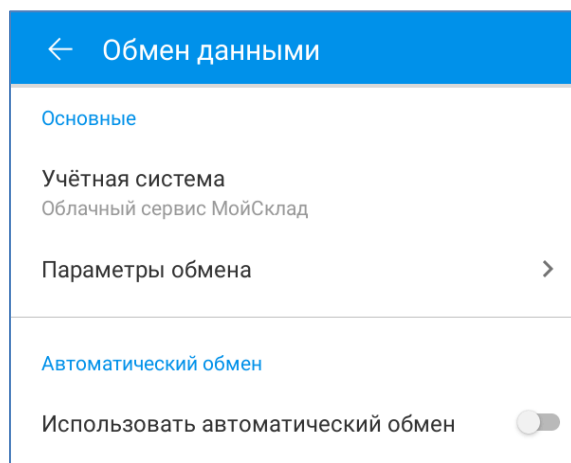 Обмен данными
Основные
Учётная система
Облачный сервис МойСклад
Параметры обмена
Автоматический обмен
Использовать автоматический обмен